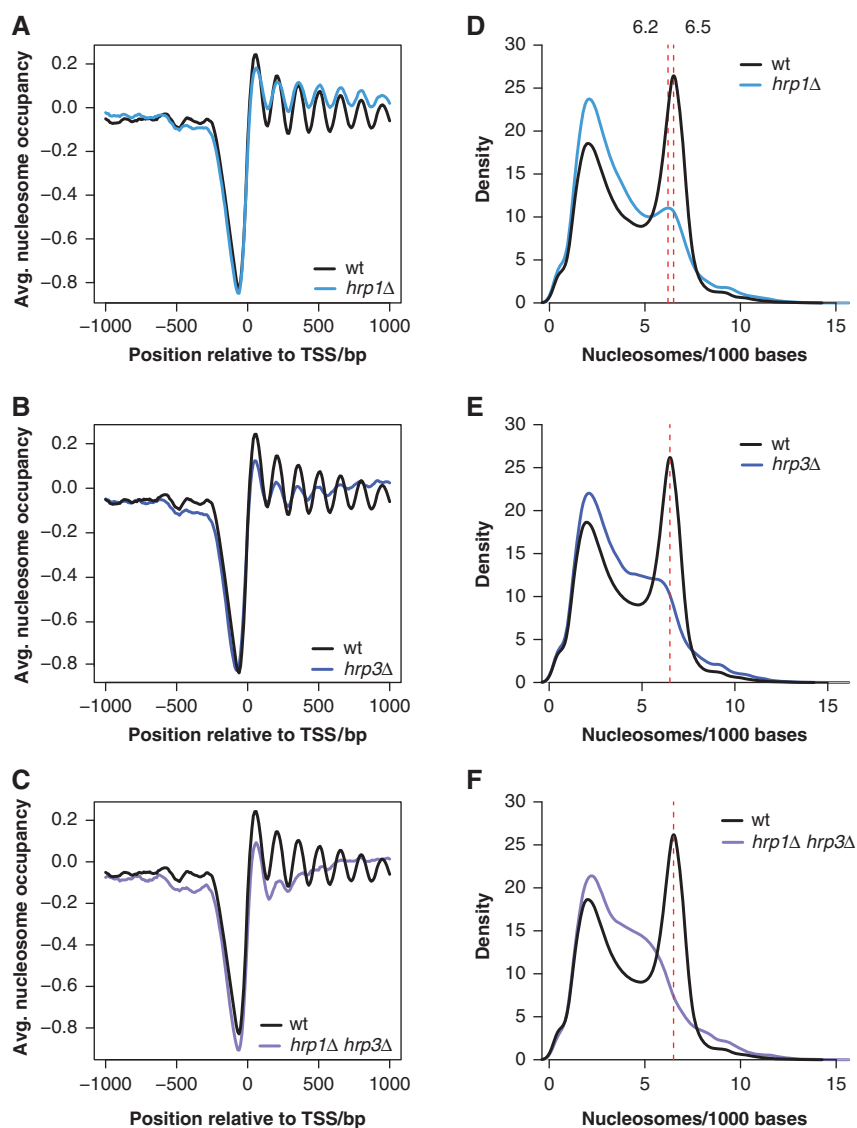 A
Avg. nucleosome occupancy
0.2
0.0
−0.2
−0.4
−0.6
−0.8
wt
hrp1Δ
−1000
−500
0
500
1000
Position relative to TSS/bp
D
6.2
6.5
Density
30
25
20
15
10
5
0
wt
hrp1Δ
0
5
10
15
Nucleosomes/1000 bases
B
Avg. nucleosome occupancy
0.2
0.0
−0.2
−0.4
−0.6
−0.8
wt
hrp3Δ
−1000
−500
0
500
1000
Position relative to TSS/bp
E
Density
30
25
20
15
10
5
0
wt
hrp3Δ
0
5
10
15
Nucleosomes/1000 bases
C
Avg. nucleosome occupancy
0.2
0.0
−0.2
−0.4
−0.6
−0.8
wt
hrp1Δ hrp3Δ
−1000
−500
0
500
1000
Position relative to TSS/bp
F
Density
30
25
20
15
10
5
0
wt
hrp1Δ hrp3Δ
0
5
10
15
Nucleosomes/1000 bases